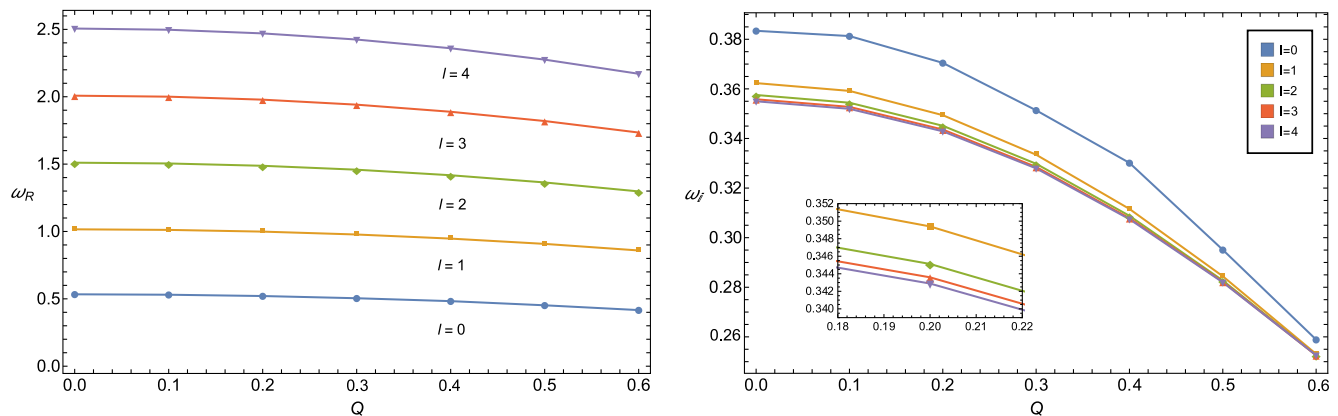 2.5
2.0
1.5
1.0
0.5
0.0
ω_R
l = 4
l = 3
l = 2
l = 1
l = 0
0.0 0.1 0.2 0.3 0.4 0.5 0.6
Q
0.38
0.36
0.34
0.32
0.30
0.28
0.26
ω_i
l=0
l=1
l=2
l=3
l=4
0.352
0.350
0.348
0.346
0.344
0.342
0.340
0.18 0.19 0.20 0.21 0.22
0.0 0.1 0.2 0.3 0.4 0.5 0.6
Q